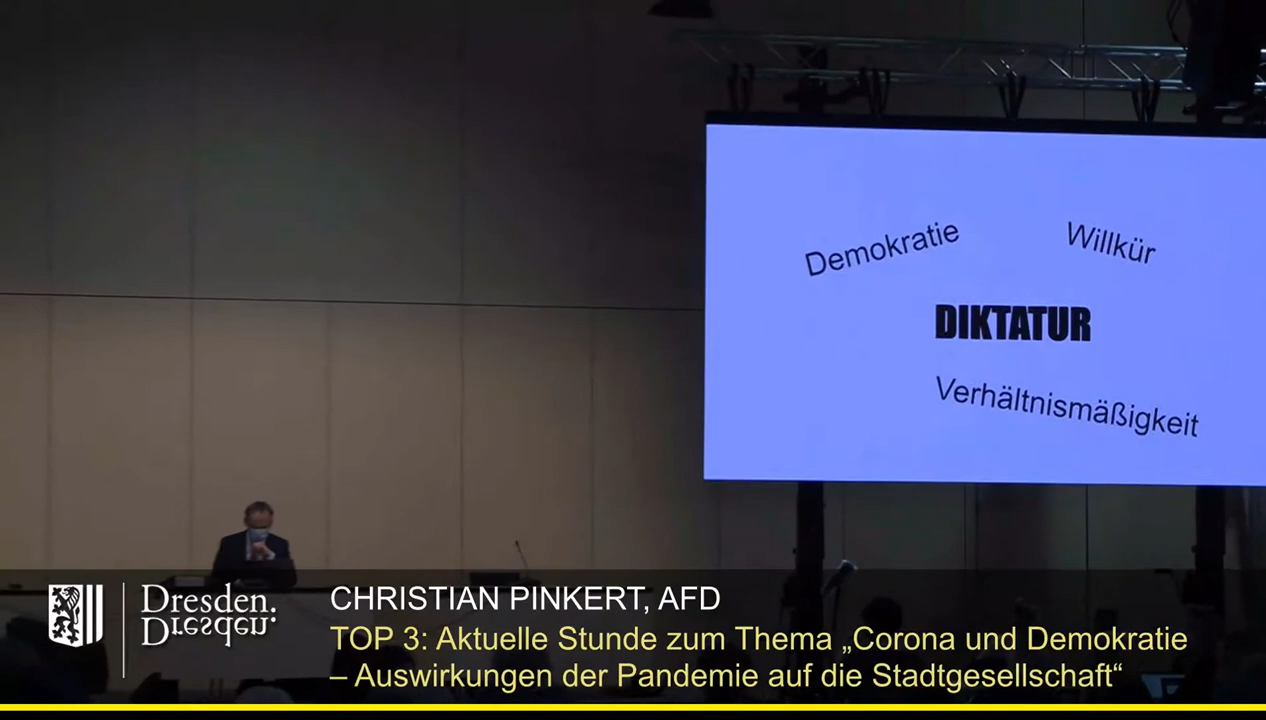 Demokratie
Willkür
DIKTATUR
Verhältnismäßigkeit
Dresden.
Dresden.
CHRISTIAN PINKERT, AFD
TOP 3: Aktuelle Stunde zum Thema „Corona und Demokratie
– Auswirkungen der Pandemie auf die Stadtgesellschaft“